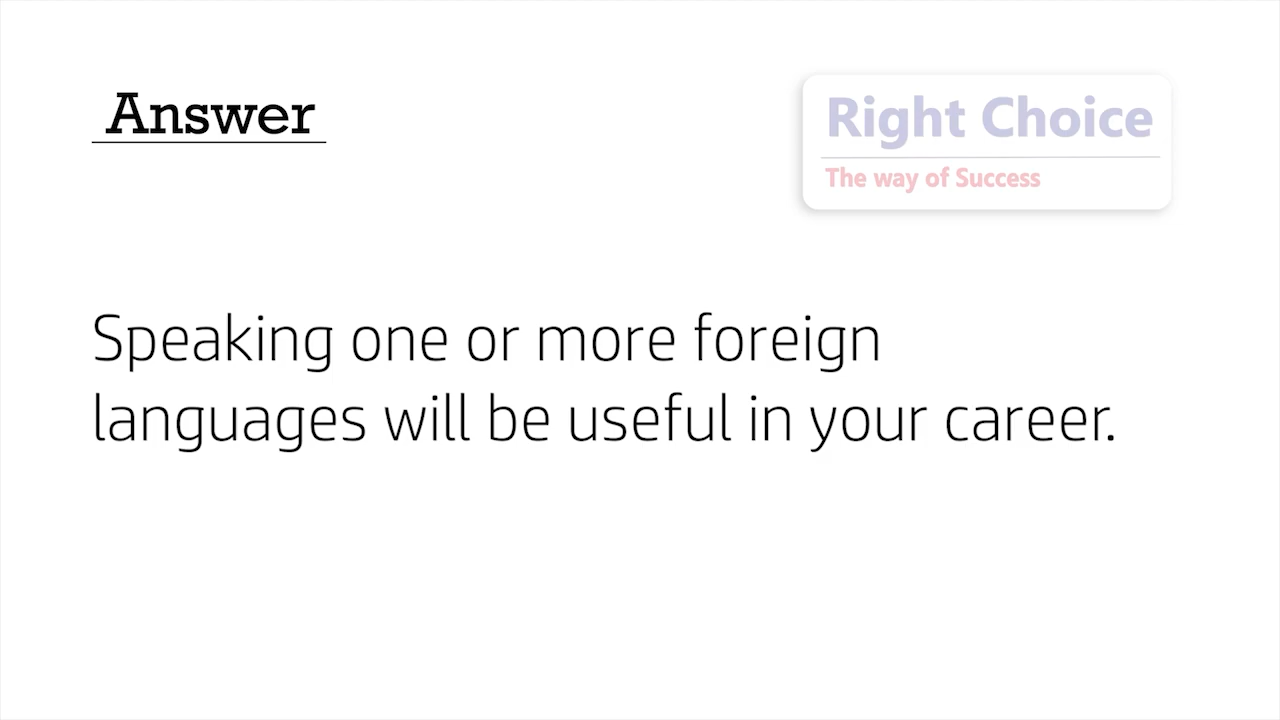 Answer
Right Choice
The way of Success
Speaking one or more foreign
languages will be useful in your career.